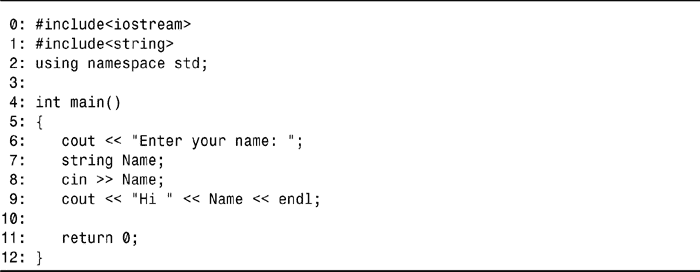 0: #include<iostream>
1: #include<string>
2: using namespace std;
3:
4: int main()
5: {
6:    cout << "Enter your name: ";
7:    string Name;
8:    cin >> Name;
9:    cout << "Hi " << Name << endl;
10:
11:    return 0;
12: }